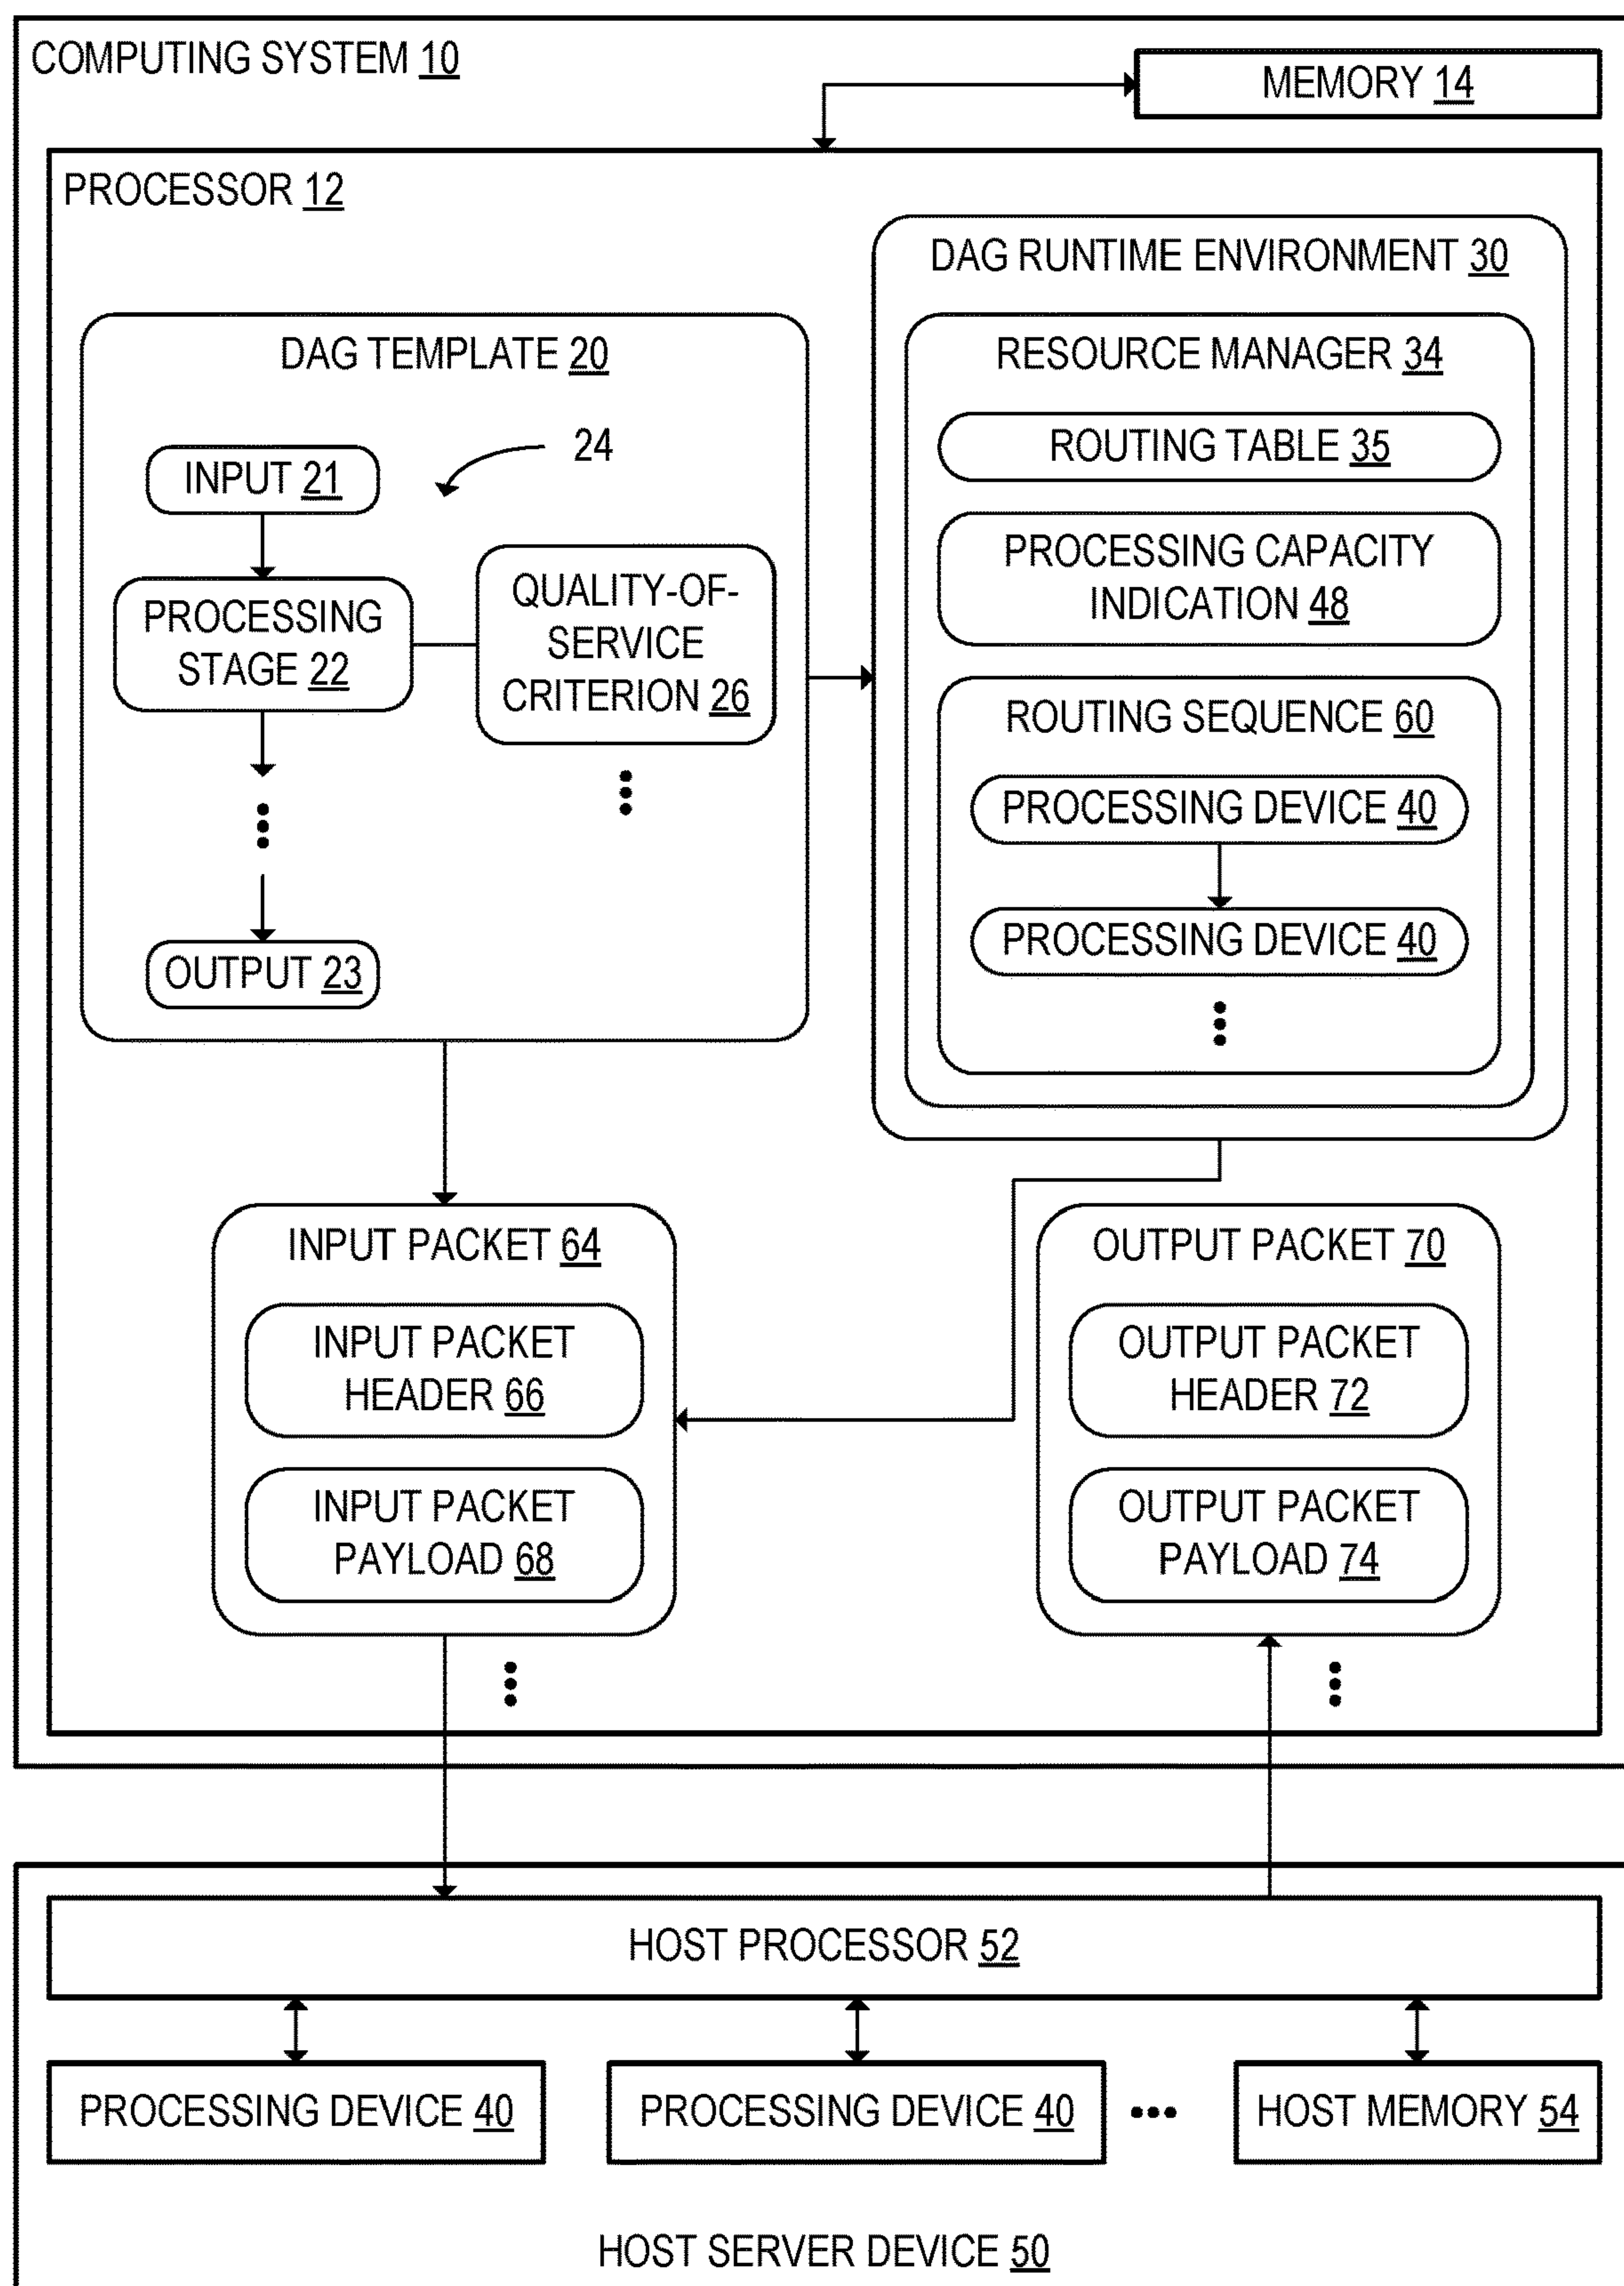 COMPUTING SYSTEM 10
MEMORY 14
PROCESSOR 12
DAG TEMPLATE 20
INPUT 21
24
PROCESSING
STAGE 22
QUALITY-OF-
SERVICE
CRITERION 26
OUTPUT 23
DAG RUNTIME ENVIRONMENT 30
RESOURCE MANAGER 34
ROUTING TABLE 35
PROCESSING CAPACITY
INDICATION 48
ROUTING SEQUENCE 60
PROCESSING DEVICE 40
PROCESSING DEVICE 40
INPUT PACKET 64
INPUT PACKET
HEADER 66
INPUT PACKET
PAYLOAD 68
OUTPUT PACKET 70
OUTPUT PACKET
HEADER 72
OUTPUT PACKET
PAYLOAD 74
HOST PROCESSOR 52
PROCESSING DEVICE 40
PROCESSING DEVICE 40
HOST MEMORY 54
HOST SERVER DEVICE 50